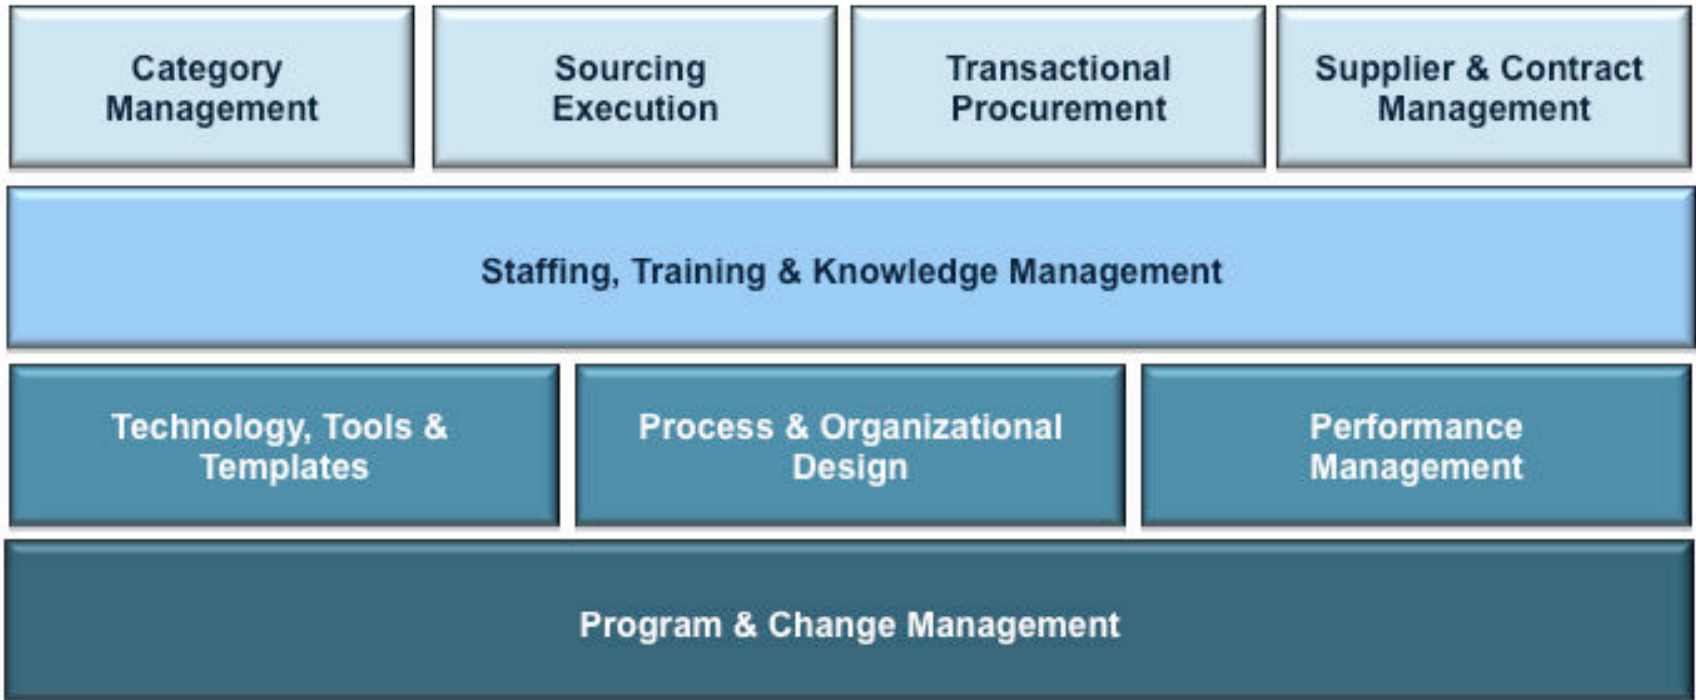 Category
Management
Sourcing
Execution
Transactional
Procurement
Supplier & Contract
Management
Staffing, Training & Knowledge Management
Technology, Tools &
Templates
Process & Organizational
Design
Performance
Management
Program & Change Management